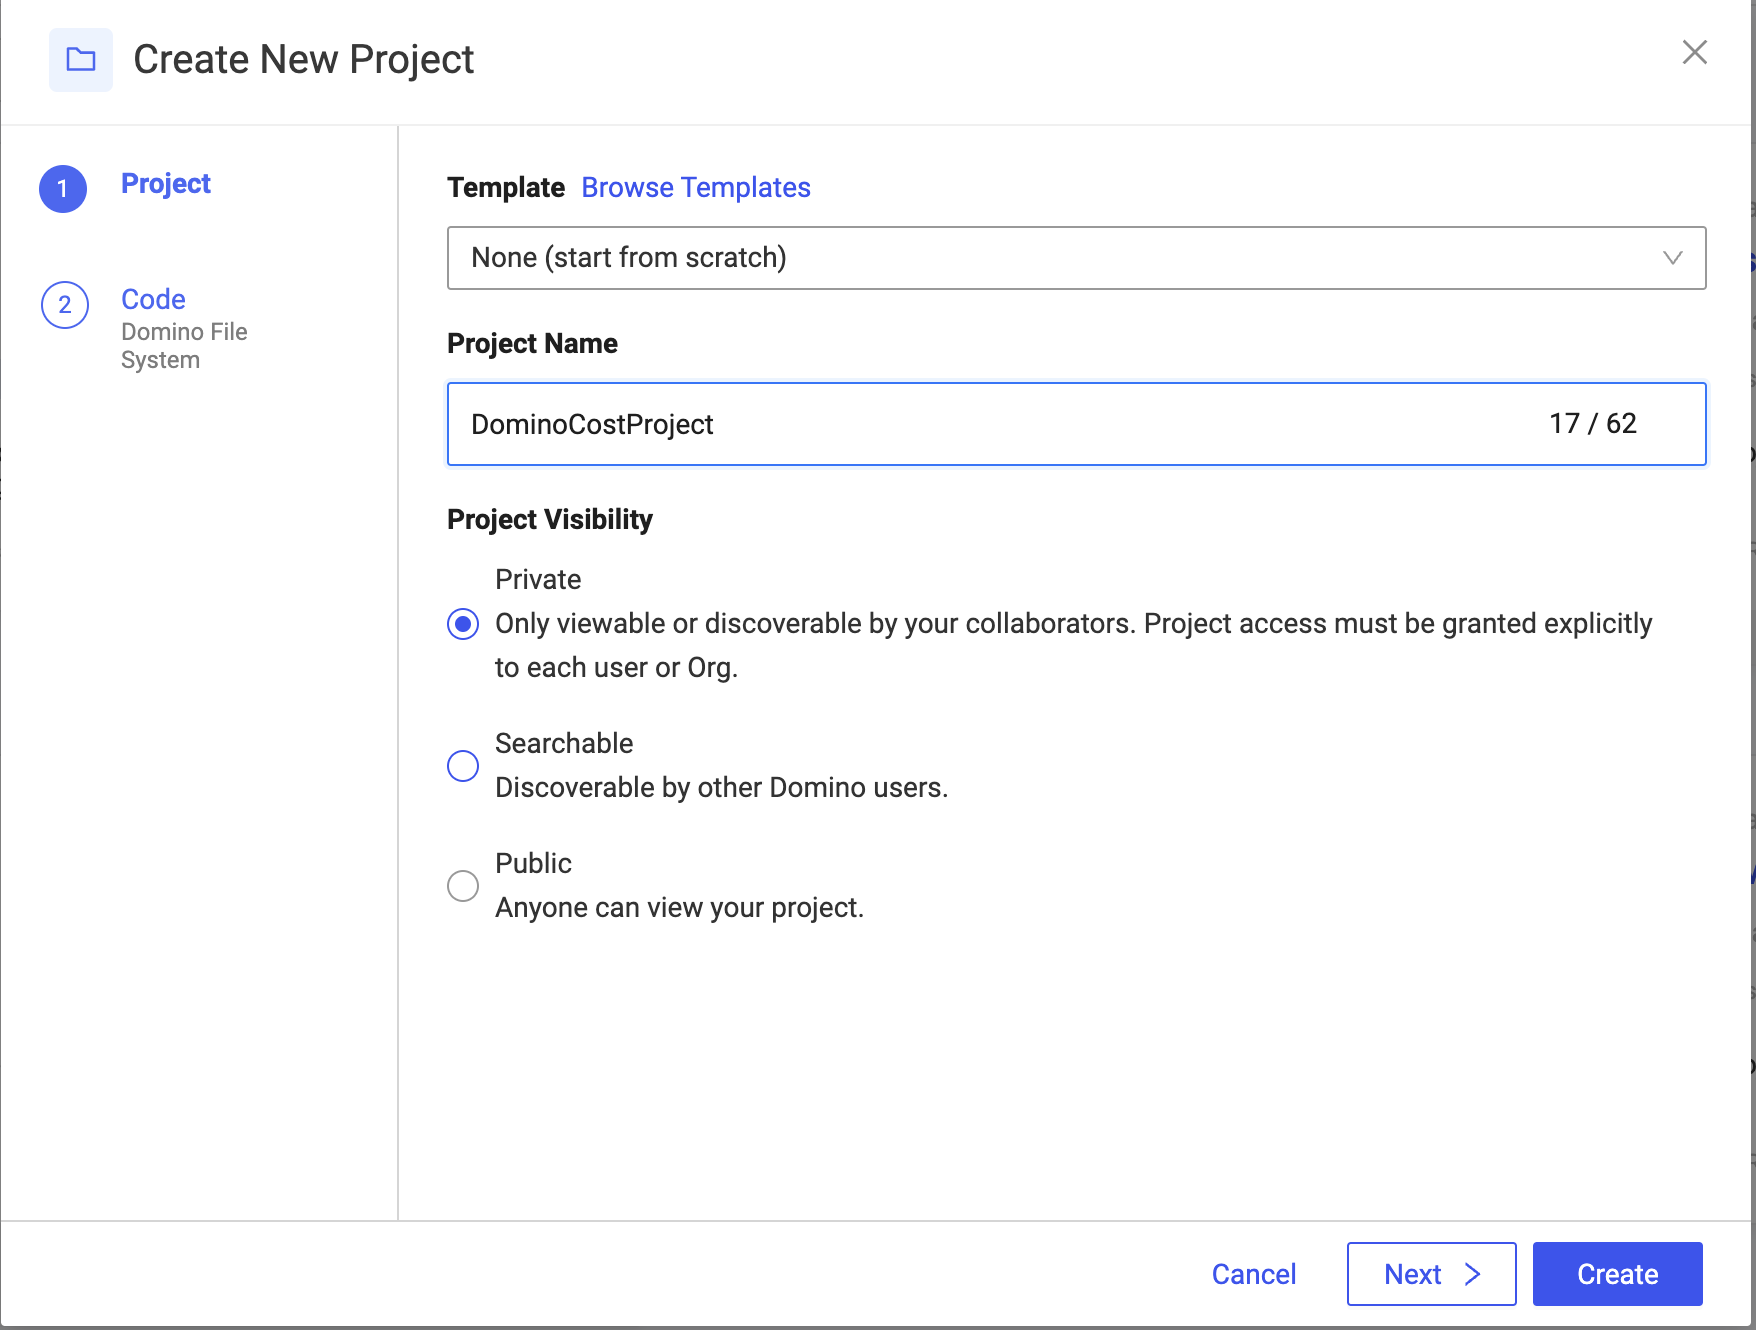 Create New Project
1 Project
2 Code
Domino File
System
Template Browse Templates
None (start from scratch)
Project Name
DominoCostProject 17 / 62
Project Visibility
Private
Only viewable or discoverable by your collaborators. Project access must be granted explicitly
to each user or Org.
Searchable
Discoverable by other Domino users.
Public
Anyone can view your project.
Cancel Next Create